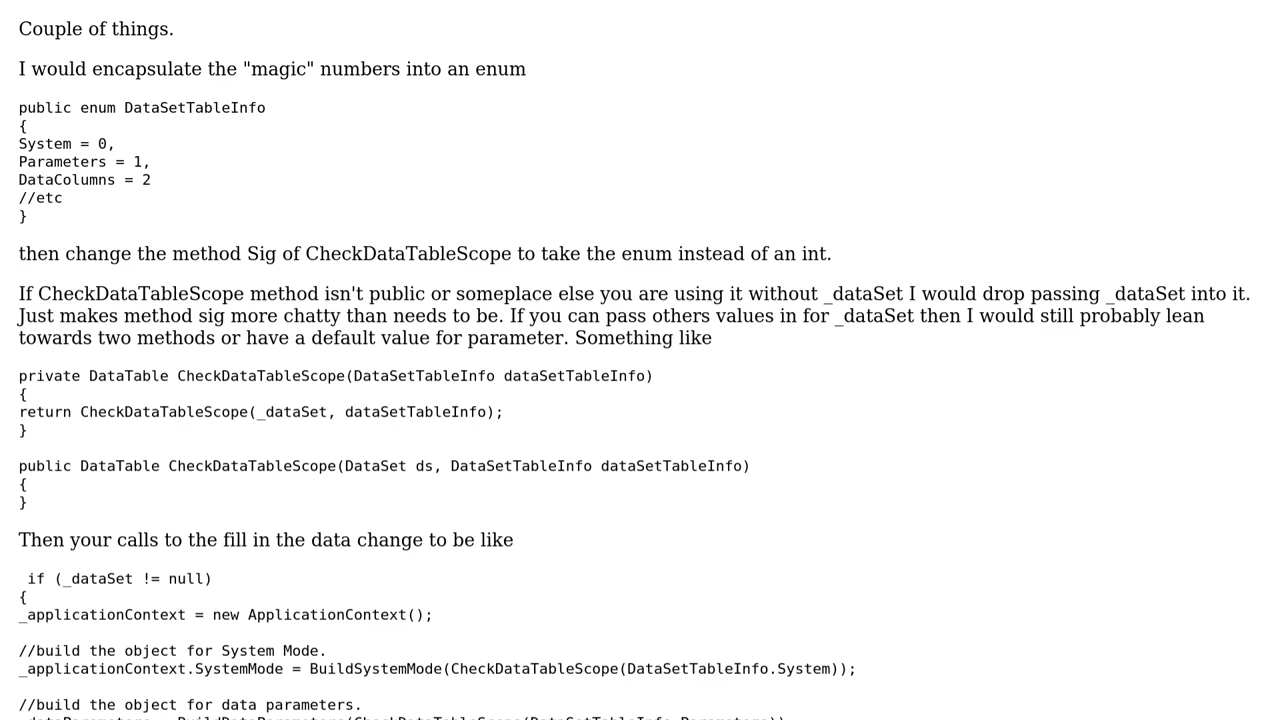 Couple of things.
I would encapsulate the "magic" numbers into an enum
public enum DataSetTableInfo
{
System = 0,
Parameters = 1,
DataColumns = 2
//etc
}
then change the method Sig of CheckDataTableScope to take the enum instead of an int.
If CheckDataTableScope method isn't public or someplace else you are using it without _dataSet I would drop passing _dataSet into it.
Just makes method sig more chatty than needs to be. If you can pass others values in for _dataSet then I would still probably lean
towards two methods or have a default value for parameter. Something like
private DataTable CheckDataTableScope(DataSetTableInfo dataSetTableInfo)
{
return CheckDataTableScope(_dataSet, dataSetTableInfo);
}
public DataTable CheckDataTableScope(DataSet ds, DataSetTableInfo dataSetTableInfo)
{
}
Then your calls to the fill in the data change to be like
if (_dataSet != null)
{
_applicationContext = new ApplicationContext();
//build the object for System Mode.
_applicationContext.SystemMode = BuildSystemMode(CheckDataTableScope(DataSetTableInfo.System));
//build the object for data parameters.
_dataParameters = BuildDataParameters(CheckDataTableScope(DataSetTableInfo.Parameters));